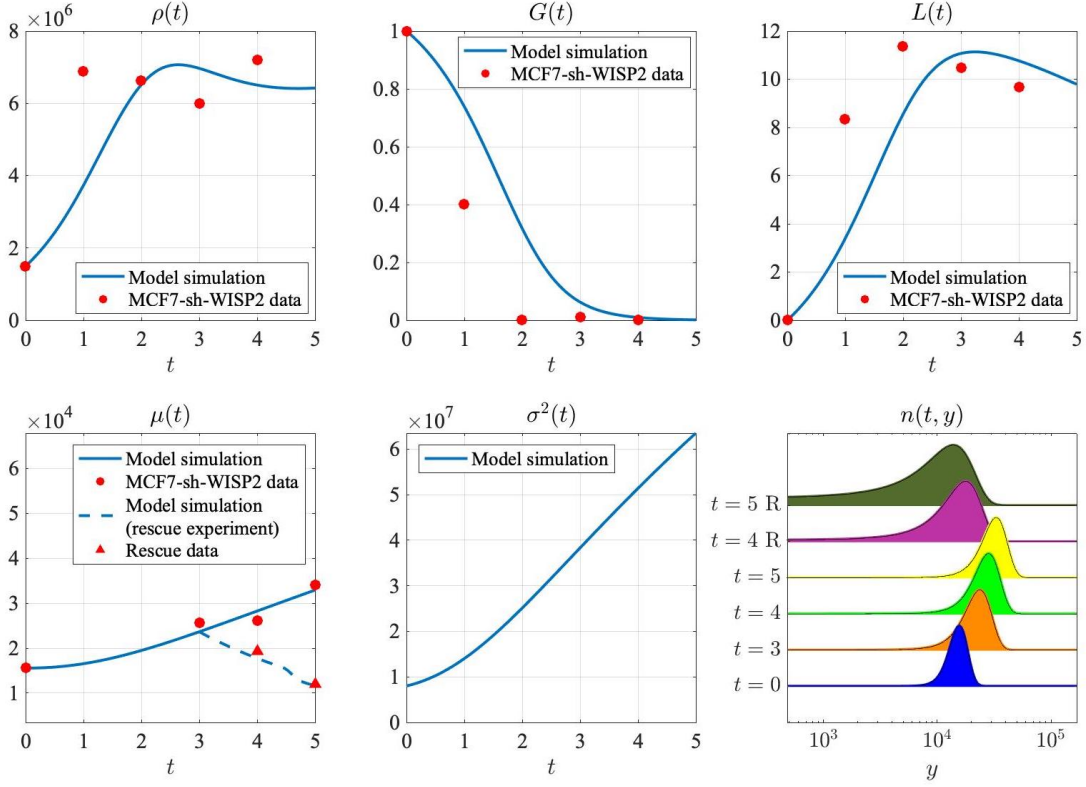 ρ(t)
×10⁶
8
6
4
2
0
Model simulation
MCF7-sh-WISP2 data
0 1 2 3 4 5
t
G(t)
1
0.8
0.6
0.4
0.2
0
Model simulation
MCF7-sh-WISP2 data
0 1 2 3 4 5
t
L(t)
12
10
8
6
4
2
0
Model simulation
MCF7-sh-WISP2 data
0 1 2 3 4 5
t
μ(t)
×10⁴
6
5
4
3
2
1
Model simulation
MCF7-sh-WISP2 data
Model simulation
(rescue experiment)
Rescue data
0 1 2 3 4 5
t
σ²(t)
×10⁷
6
5
4
3
2
1
0
Model simulation
0 1 2 3 4 5
t
n(t, y)
t = 5 R
t = 4 R
t = 5
t = 4
t = 3
t = 0
10³ 10⁴ 10⁵
y